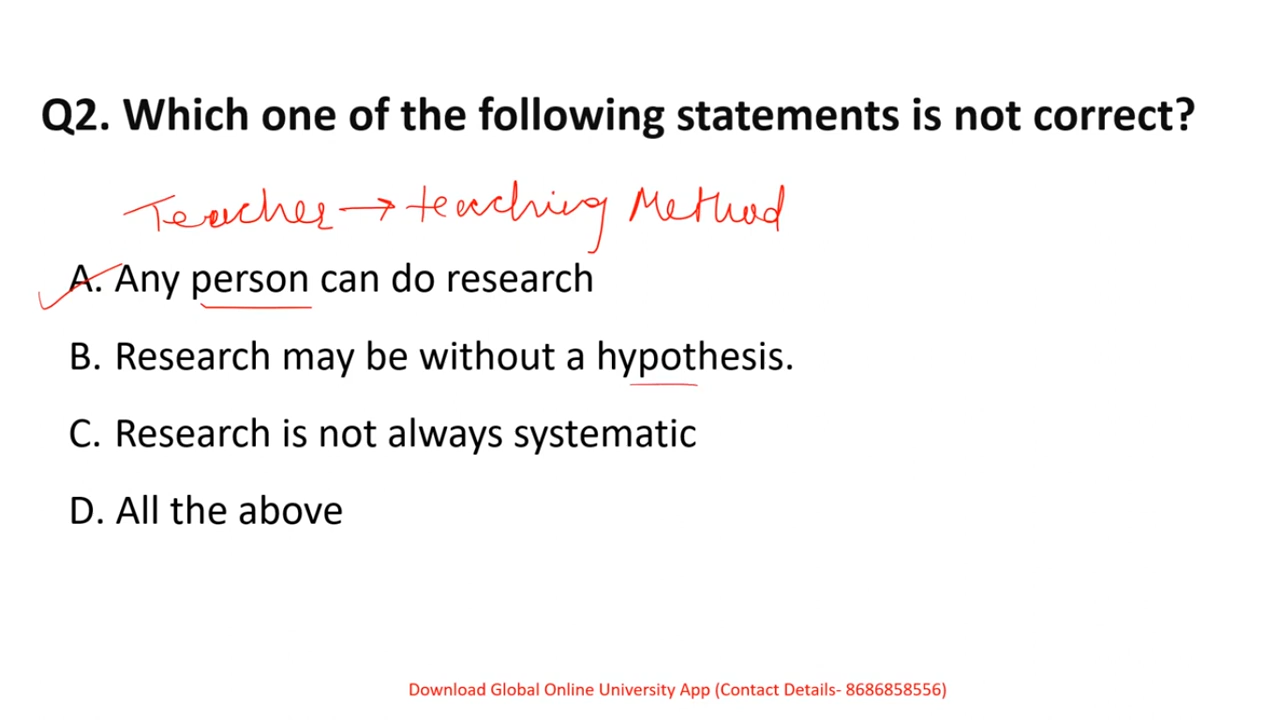 Q2. Which one of the following statements is not correct?
Teacher → teaching Method
A. Any person can do research
B. Research may be without a hypothesis.
C. Research is not always systematic
D. All the above
Download Global Online University App (Contact Details- 8686858556)